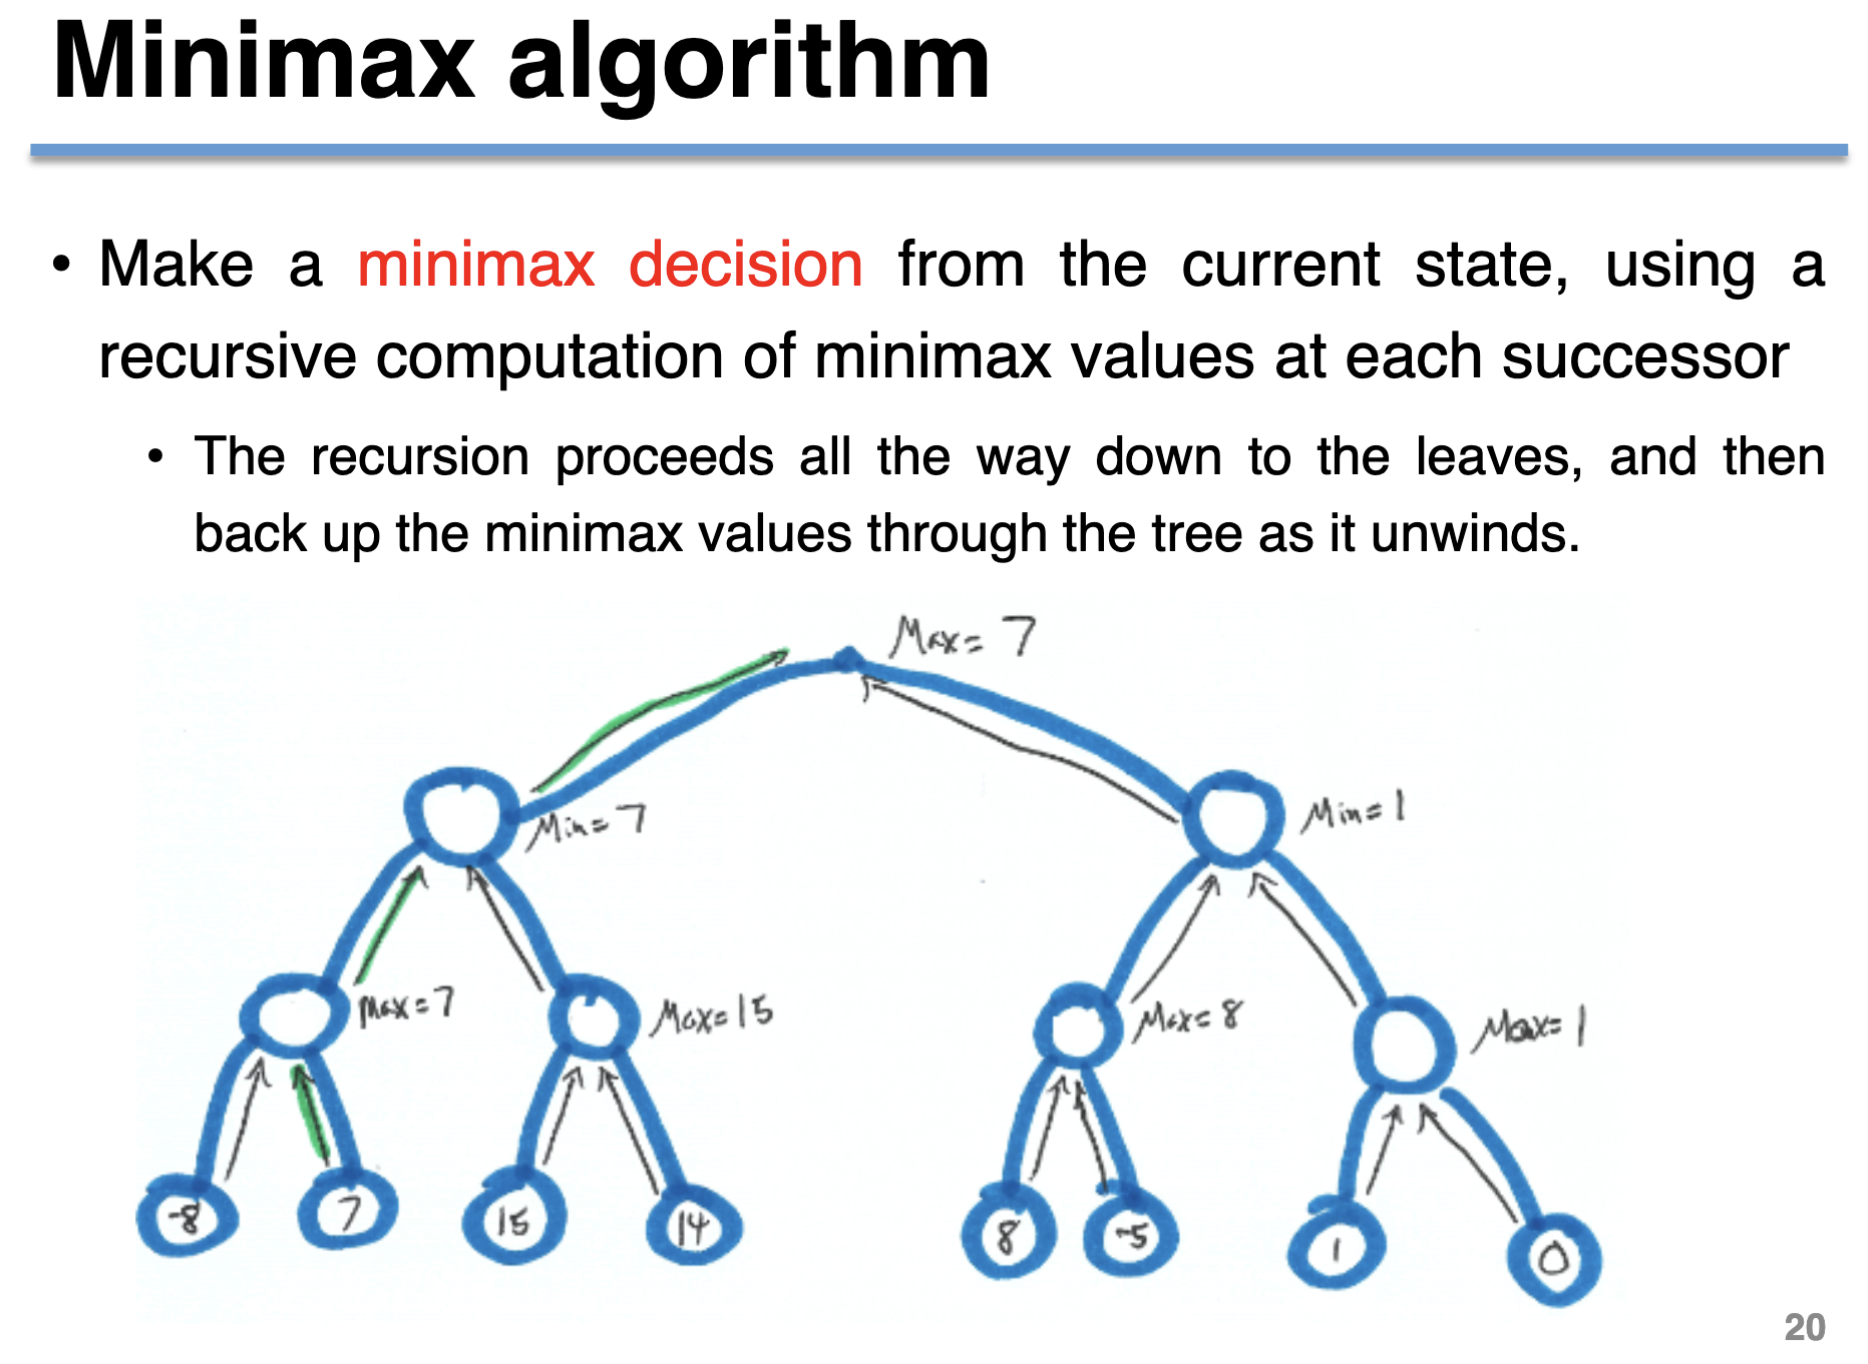 Minimax algorithm
• Make a minimax decision from the current state, using a
recursive computation of minimax values at each successor
• The recursion proceeds all the way down to the leaves, and then
back up the minimax values through the tree as it unwinds.
Max= 7
Min= 7
Min= 1
Max= 7
Max= 15
Max= 8
Max= 1
-8
7
15
14
8
-5
1
0
20